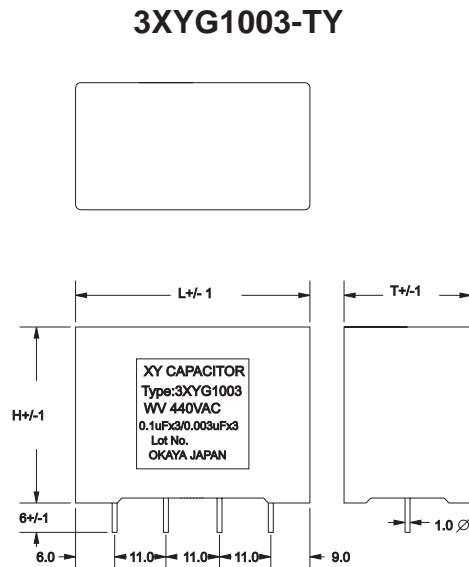 3XYG1003-TY
L+/- 1
T+/-1
H+/-1
XY CAPACITOR
Type:3XYG1003
WV 440VAC
0.1uFx3/0.003uFx3
Lot No.
OKAYA JAPAN
6+/-1
1.0 ∅
6.0 11.0 11.0 11.0 9.0